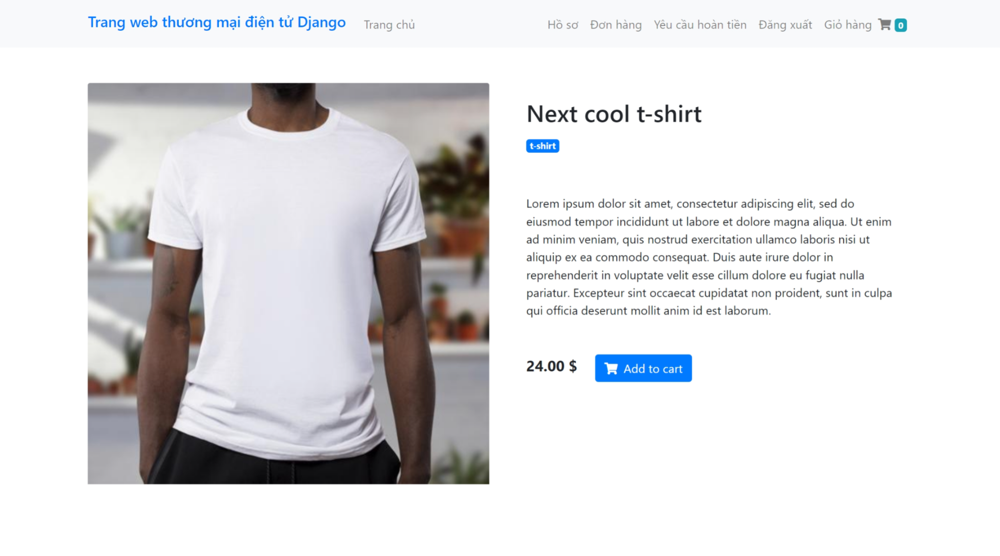 Trang web thương mại điện tử Django
Trang chủ
Hồ sơ
Đơn hàng
Yêu cầu hoàn tiền
Đăng xuất
Giỏ hàng
0
Next cool t-shirt
t-shirt
Lorem ipsum dolor sit amet, consectetur adipiscing elit, sed do
eiusmod tempor incididunt ut labore et dolore magna aliqua. Ut enim
ad minim veniam, quis nostrud exercitation ullamco laboris nisi ut
aliquip ex ea commodo consequat. Duis aute irure dolor in
reprehenderit in voluptate velit esse cillum dolore eu fugiat nulla
pariatur. Excepteur sint occaecat cupidatat non proident, sunt in culpa
qui officia deserunt mollit anim id est laborum.
24.00 $
Add to cart